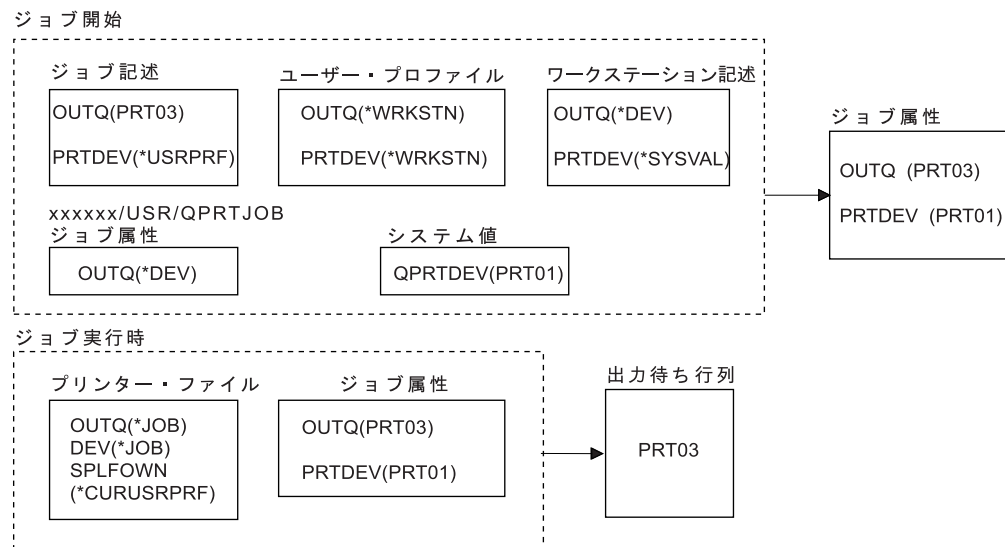 ジョブ開始
ジョブ記述
OUTQ(PRT03)
PRTDEV(*USRPRF)
ユーザー・プロファイル
OUTQ(*WRKSTN)
PRTDEV(*WRKSTN)
ワークステーション記述
OUTQ(*DEV)
PRTDEV(*SYSVAL)
xxxxxx/USR/QPRTJOB
ジョブ属性
OUTQ(*DEV)
システム値
QPRTDEV(PRT01)
ジョブ属性
OUTQ (PRT03)
PRTDEV (PRT01)
ジョブ実行時
プリンター・ファイル
OUTQ(*JOB)
DEV(*JOB)
SPLFOWN
(*CURUSRPRF)
ジョブ属性
OUTQ(PRT03)
PRTDEV(PRT01)
出力待ち行列
PRT03